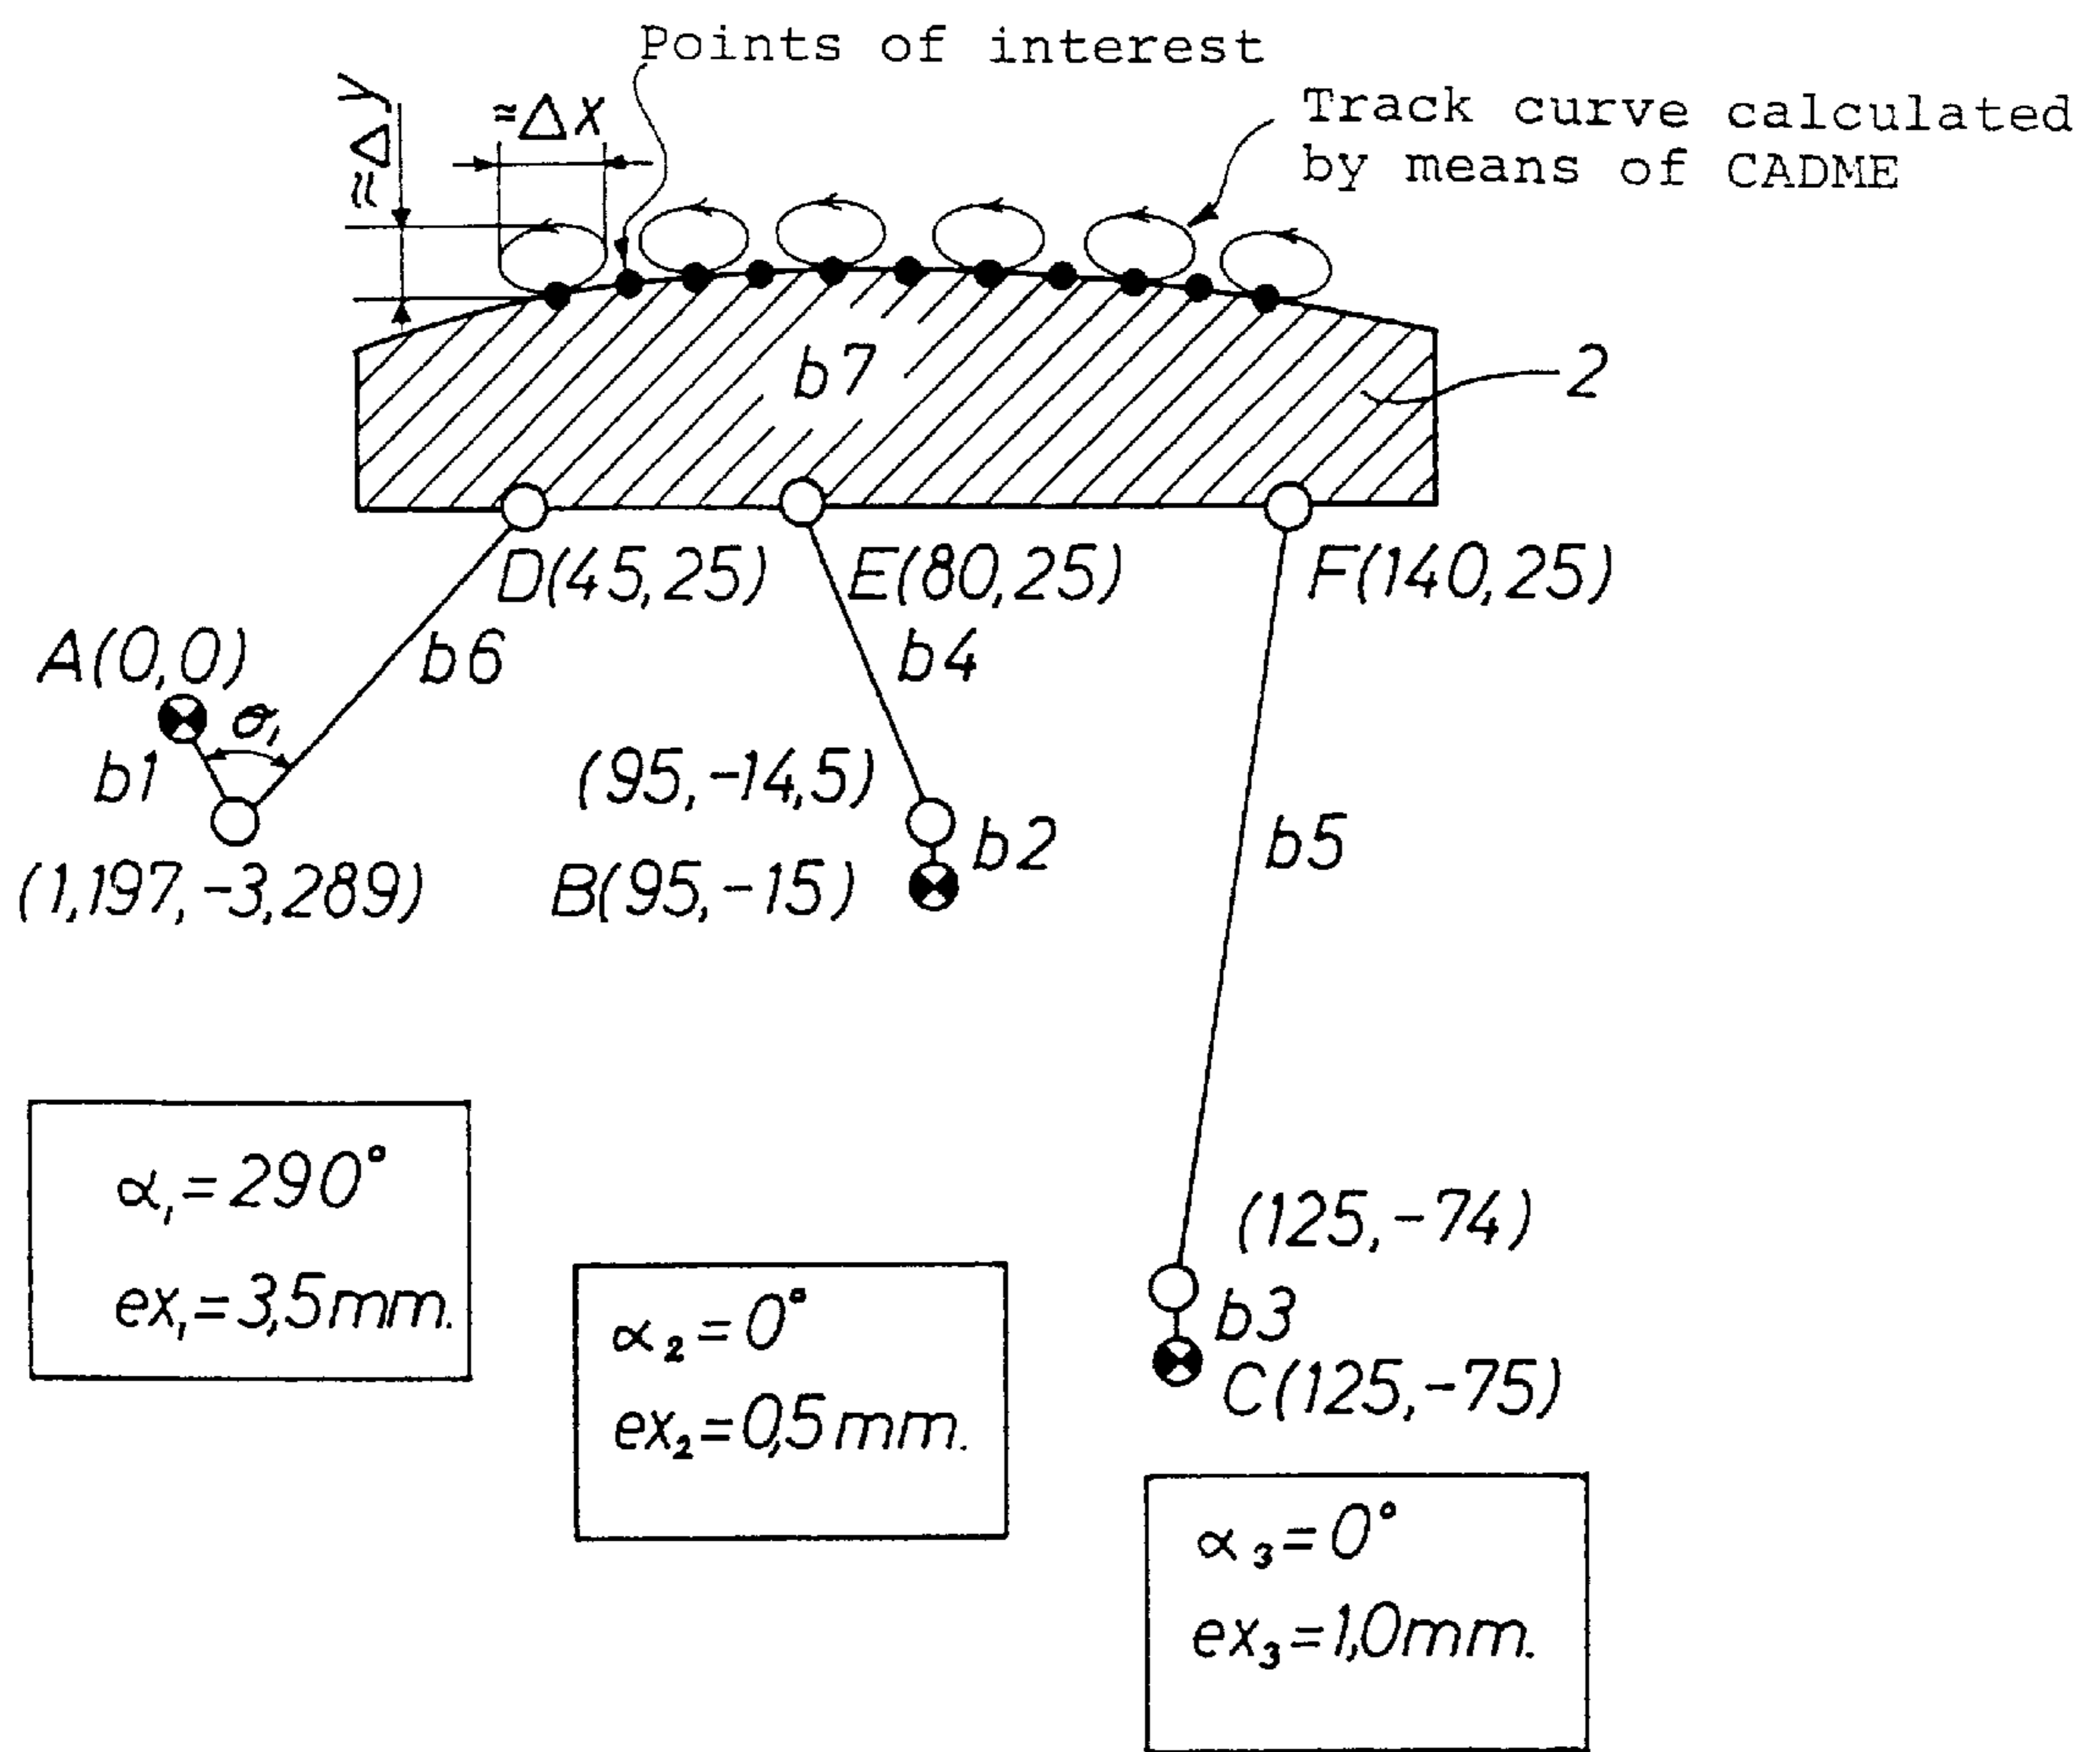 Points of interest
≈Δy
≈ΔX
Track curve calculated
by means of CADME
b7
2
D(45,25)
E(80,25)
F(140,25)
A(0,0)
b6
b4
σ₁
b1
(95,-14,5)
b2
b5
(1,197,-3,289)
B(95,-15)
α₁=290°
ex₁=3,5mm.
(125,-74)
b3
C(125,-75)
α₂=0°
ex₂=0,5mm.
α₃=0°
ex₃=1,0mm.